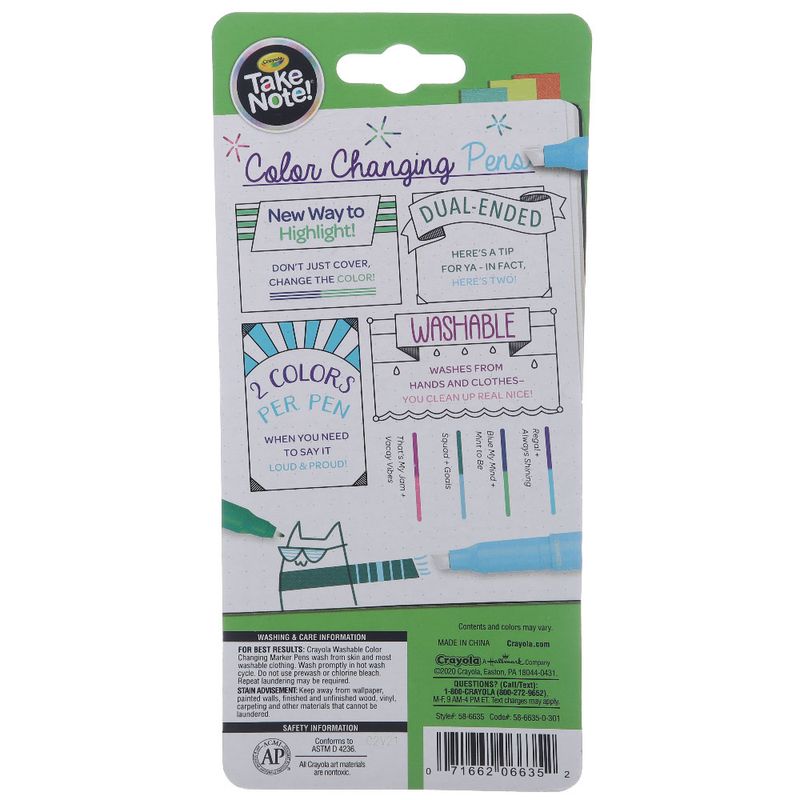 Crayola
Take
Note!
Color Changing Pens
New Way to
Highlight!
DON'T JUST COVER,
CHANGE THE COLOR!
DUAL-ENDED
HERE'S A TIP
FOR YA - IN FACT,
HERE'S TWO!
2 COLORS
PER PEN
WHEN YOU NEED
TO SAY IT
LOUD & PROUD!
WASHABLE
WASHES FROM
HANDS AND CLOTHES–
YOU CLEAN UP REAL NICE!
That's My Jam +
Vacay Vibes
Squad + Goals
Blue My Mind +
Mint to Be
Regal +
Always Shining
WASHING & CARE INFORMATION
FOR BEST RESULTS: Crayola Washable Color
Changing Marker Pens wash from skin and most
washable clothing. Wash promptly in hot wash
cycle. Do not use prewash or chlorine bleach.
Repeat laundering may be required.
STAIN ADVISEMENT: Keep away from wallpaper,
painted walls, finished and unfinished wood, vinyl,
carpeting and other materials that cannot be
laundered.
SAFETY INFORMATION
ACMI
AP
Conforms to
ASTM D 4236.
C2V21
All Crayola art materials
are nontoxic.
Contents and colors may vary.
MADE IN CHINA Crayola.com
Crayola A Hallmark Company
©2020 Crayola, Easton, PA 18044-0431.
QUESTIONS? (Call/Text):
1-800-CRAYOLA (800-272-9652),
M-F, 9 AM-4 PM ET. Text charges may apply.
Style#: 58-6635 Code#: 58-6635-0-301
0 71662 06635 2